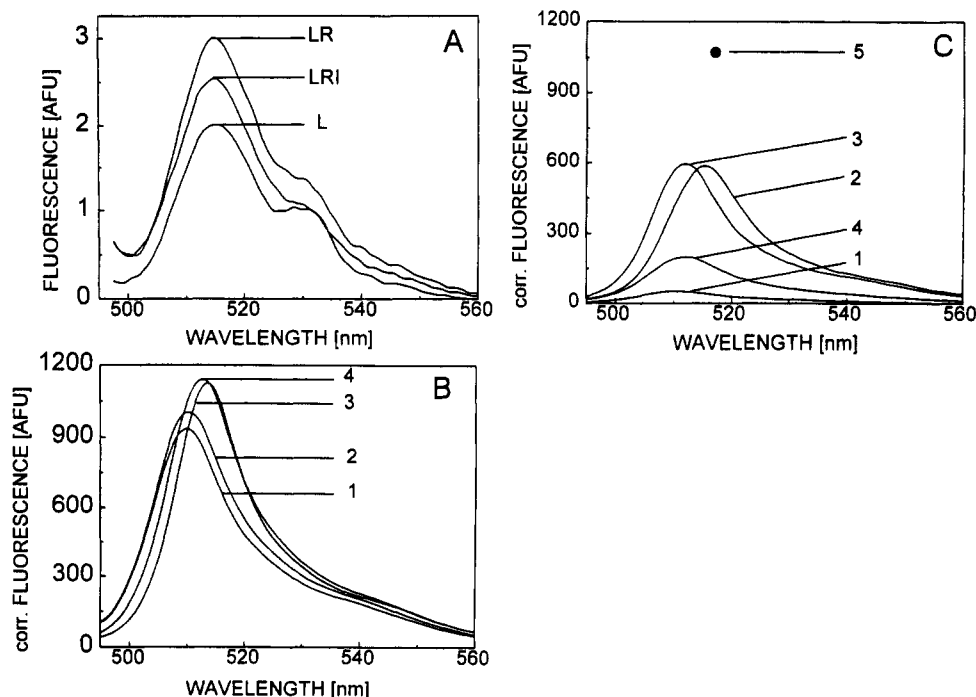 A
FLUORESCENCE [AFU]
3
2
1
0
LR
LRI
L
500 520 540 560
WAVELENGTH [nm]
C
corr. FLUORESCENCE [AFU]
1200
900
600
300
0
5
3
2
4
1
500 520 540 560
WAVELENGTH [nm]
B
corr. FLUORESCENCE [AFU]
1200
900
600
300
0
4
3
2
1
500 520 540 560
WAVELENGTH [nm]